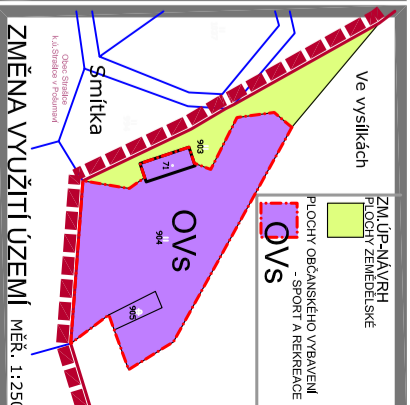 ZM.ÚP-NÁVRH
PLOCHY ZEMĚDĚLSKÉ
PLOCHY OBČANSKÉHO VYBAVENÍ
- SPORT A REKREACE
OVs
Ve vysílkách
903
71
OVs
904
905
Smítka
Obec Strašice
k.ú.Strašice v Pošumaví
ZMĚNA VYUŽITÍ ÚZEMÍ MĚŘ. 1:250